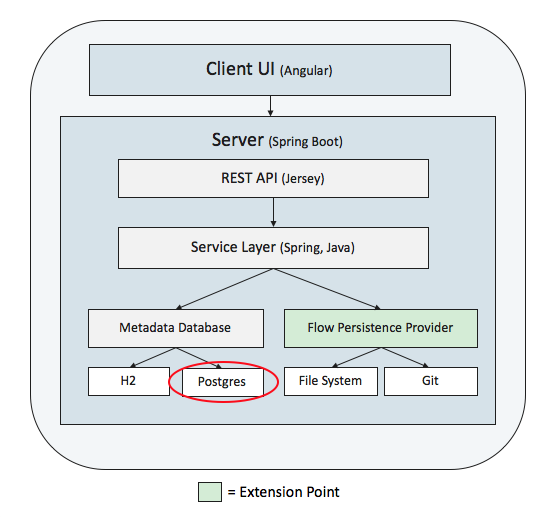 Client UI (Angular)
Server (Spring Boot)
REST API (Jersey)
Service Layer (Spring, Java)
Metadata Database
Flow Persistence Provider
H2
Postgres
File System
Git
= Extension Point